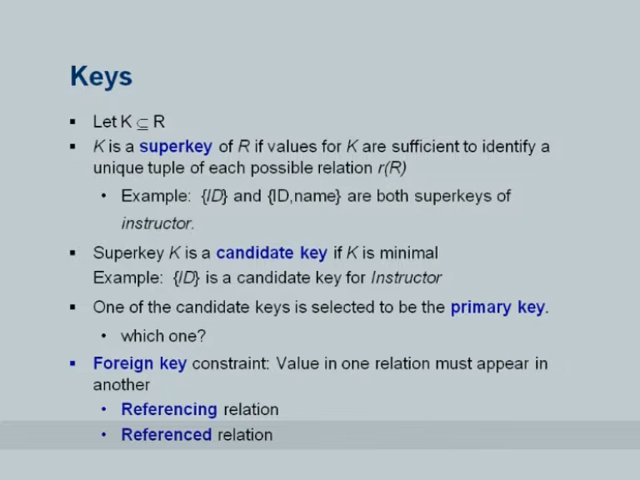 Keys
▪ Let K ⊆ R
▪ K is a superkey of R if values for K are sufficient to identify a
unique tuple of each possible relation r(R)
• Example: {ID} and {ID,name} are both superkeys of
instructor.
▪ Superkey K is a candidate key if K is minimal
Example: {ID} is a candidate key for Instructor
▪ One of the candidate keys is selected to be the primary key.
• which one?
▪ Foreign key constraint: Value in one relation must appear in
another
• Referencing relation
• Referenced relation